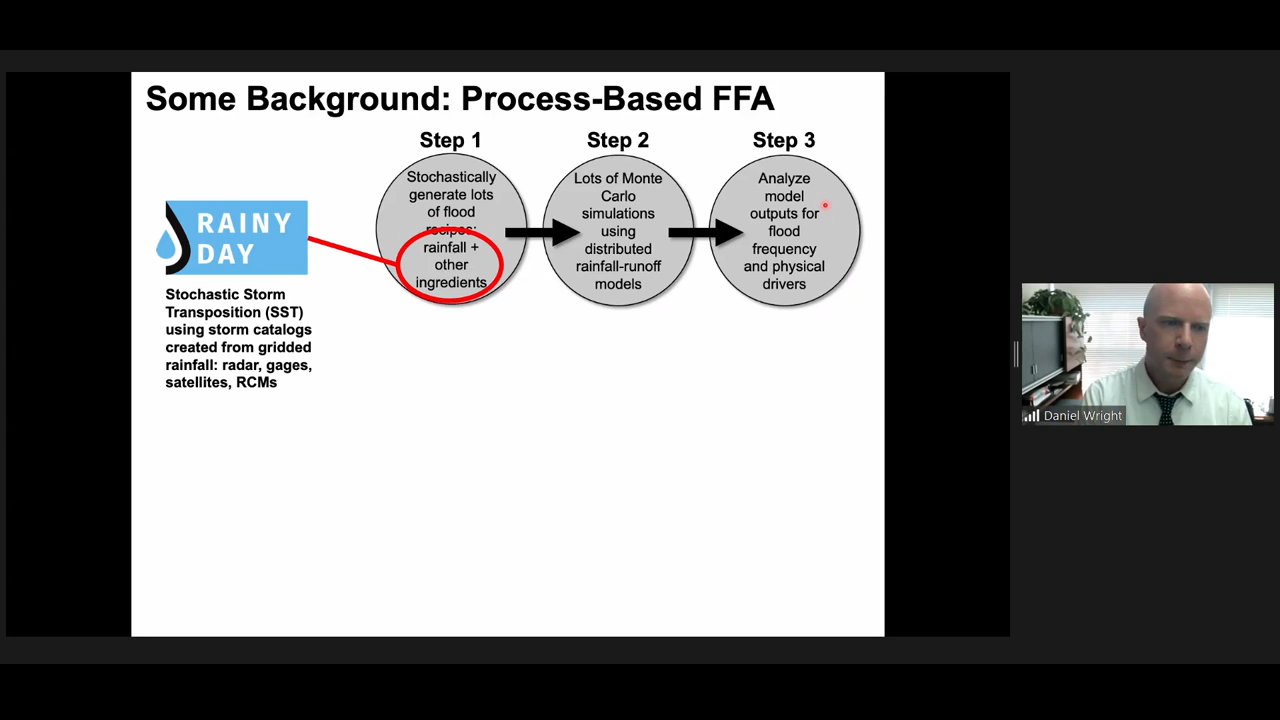 Some Background: Process-Based FFA
Step 1
Stochastically
generate lots
of flood
recipes:
rainfall +
other
ingredients
Step 2
Lots of Monte
Carlo
simulations
using
distributed
rainfall-runoff
models
Step 3
Analyze
model
outputs for
flood
frequency
and physical
drivers
RAINY
DAY
Stochastic Storm
Transposition (SST)
using storm catalogs
created from gridded
rainfall: radar, gages,
satellites, RCMs
Daniel Wright